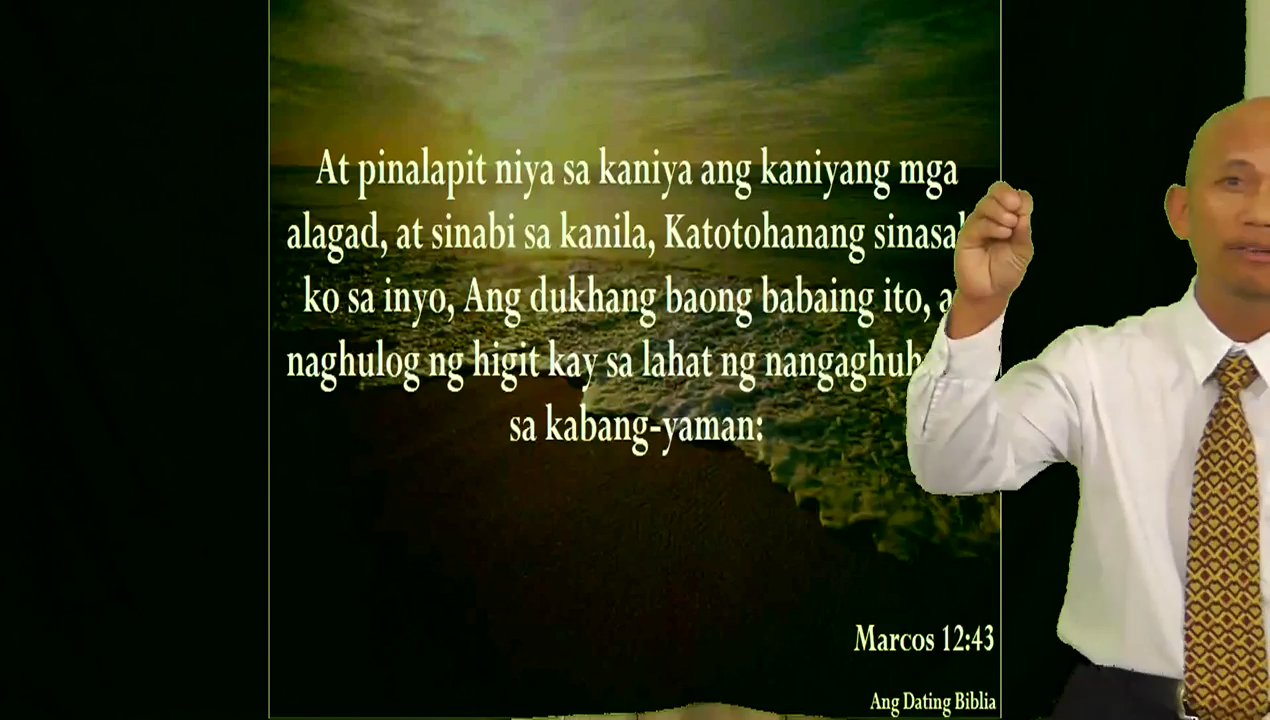 At pinalapit niya sa kaniya ang kaniyang mga
alagad, at sinabi sa kanila, Katotohanang
ko sa inyo, Ang dukhang baong babaing ito,
naghulog ng higit kay sa lahat ng
sa kabang-yaman:
Marcos 12:43
Ang Dating Biblia